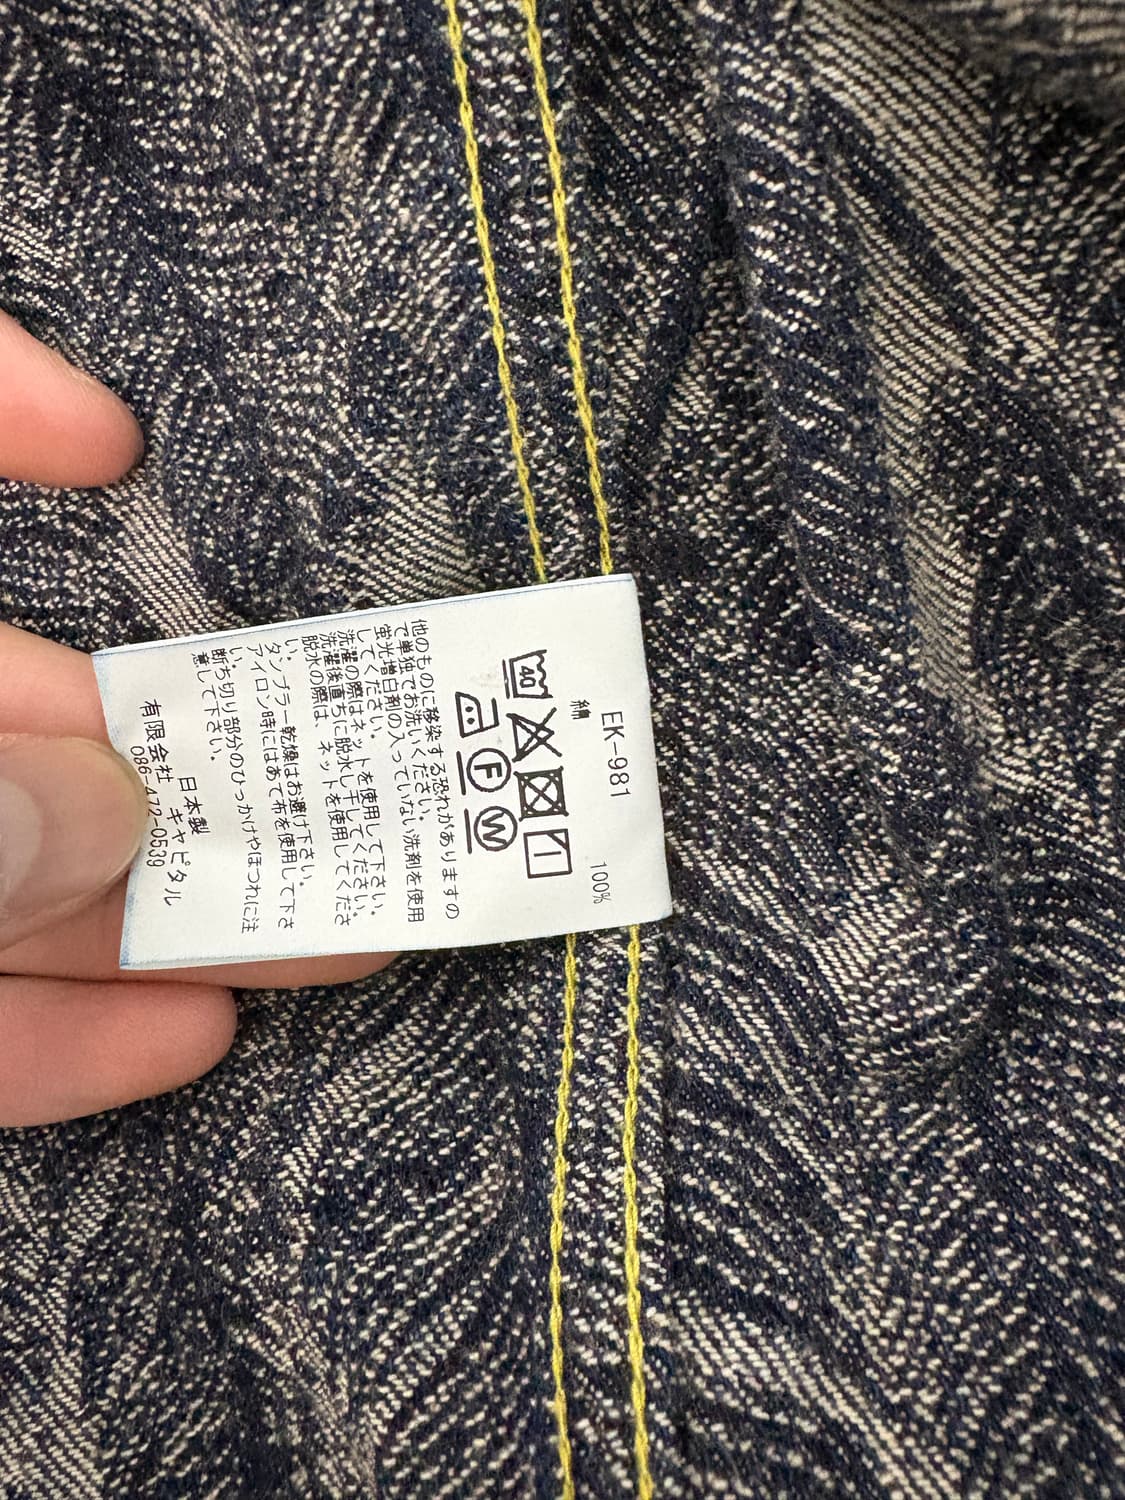 EK-981
綿 100%
40
F W
他のものに移染する恐れがありますの
で単独でお洗いください。
蛍光増白剤の入っていない洗剤を使用
してください。
洗濯の際はネットを使用して下さい。
洗濯後直ちに脱水し干してください。
脱水の際は、ネットを使用してくださ
い。
タンブラー乾燥はお避け下さい。
アイロン時にはあて布を使用して下さ
い。
断ち切り部分のひっかけやほつれに注
意して下さい。
日本製
有限会社 キャピタル
086-472-0539